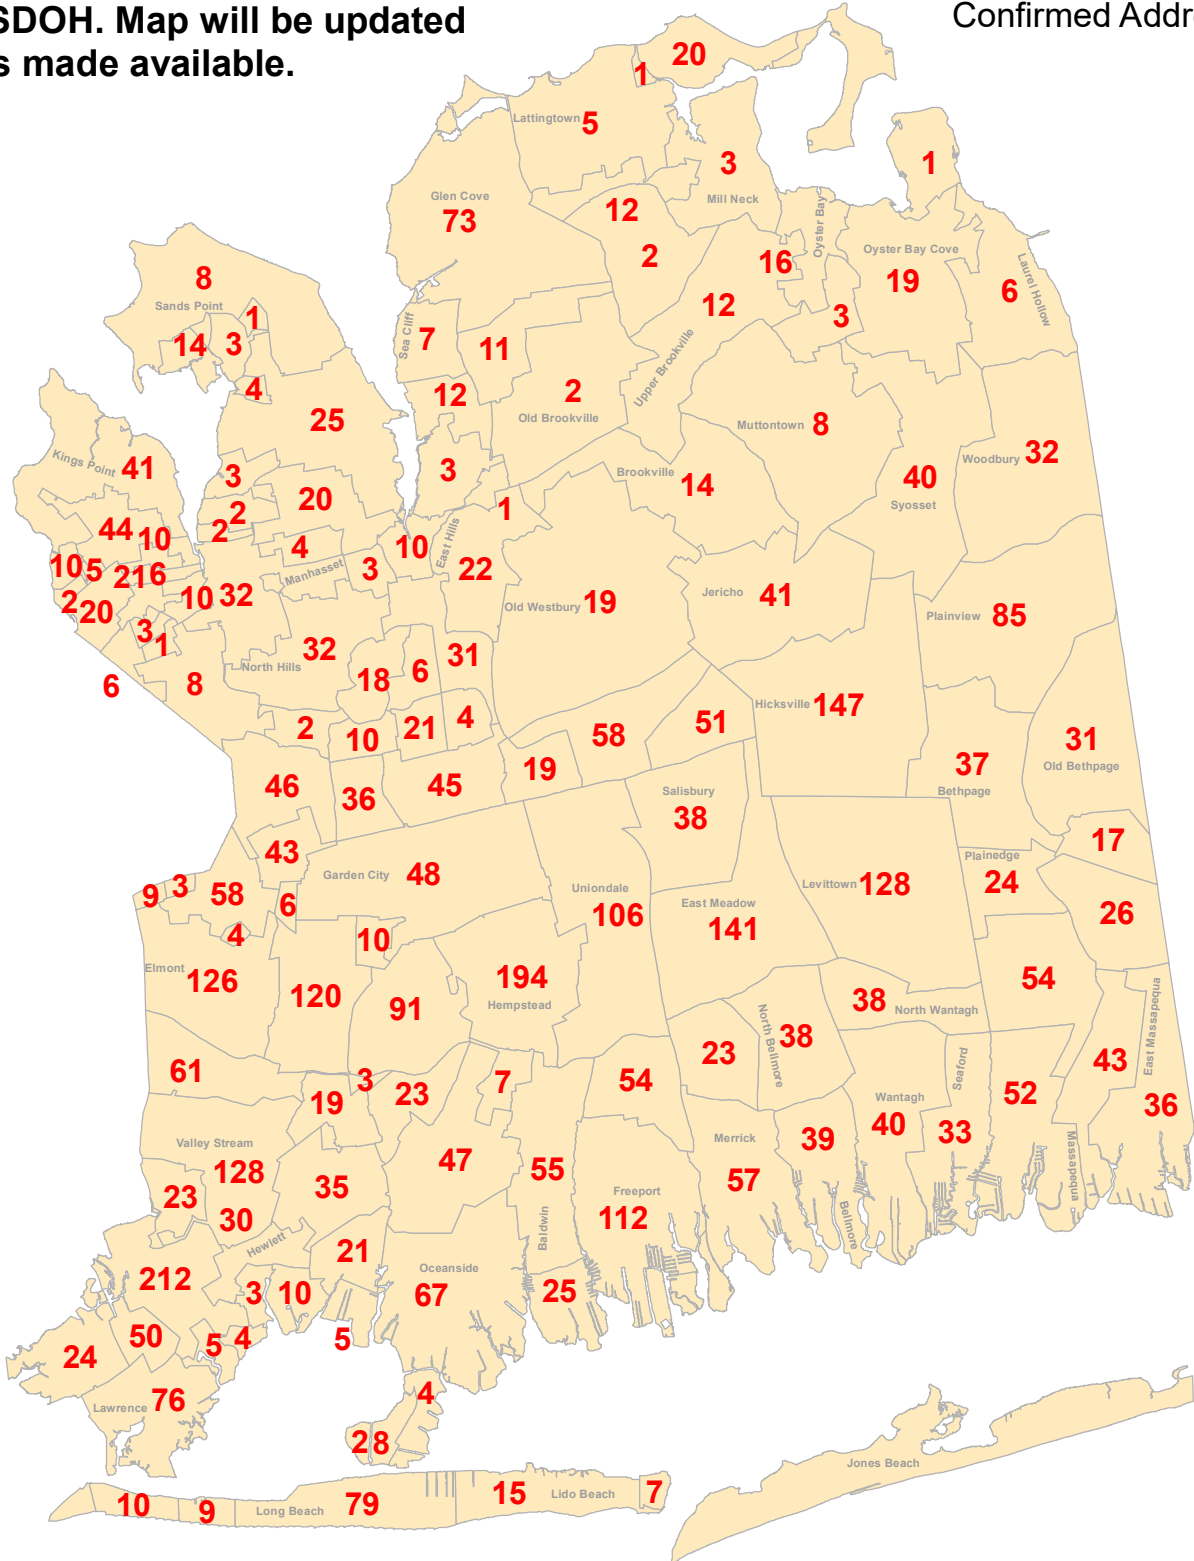 SDOH. Map will be updated
s made available.
Confirmed Addr
20
1
Lattingtown 5
3
Mill Neck
1
Glen Cove
73
12
2
Oyster Bay
16
Oyster Bay Cove
19
Laurel Hollow
6
12
3
8
Sands Point
1
14
3
4
Sea Cliff
7
11
12
2
Old Brookville
Upper Brookville
25
Muttontown 8
Kings Point 41
3
3
Brookville
14
40
Syosset
Woodbury 32
20
2
2
1
44
10
4
10
East Hills
22
Manhasset
3
10
5
216
2
20
10
32
Old Westbury 19
Jericho 41
Plainview 85
3
1
32
North Hills
18
6
31
6
8
2
10
21
4
58
51
Hicksville 147
31
Old Bethpage
37
Bethpage
46
36
45
19
Salisbury
38
17
43
Garden City 48
Plainedge
24
9
3
58
6
Uniondale
106
East Meadow
141
Levittown 128
26
4
10
Elmont 126
120
91
194
Hempstead
54
38
North Wantagh
North Bellmore
38
23
East Massapequa
43
36
61
19
3
23
7
54
Seaford
52
Wantagh
40
33
Valley Stream
128
47
55
Merrick
57
39
Massapequa
23
30
35
Freeport
112
Bellmore
Baldwin
Hewlett
21
212
3
10
Oceanside
67
25
50
5
4
5
24
Lawrence 76
4
28
Jones Beach
10
9
Long Beach 79
15
Lido Beach
7